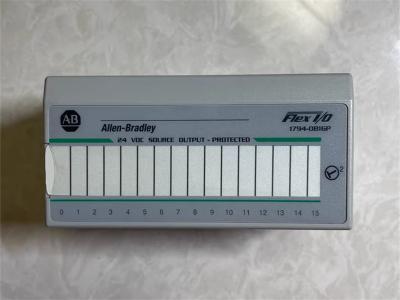 AB
Allen-Bradley
Flex I/O
1794-OB16P
24 VDC SOURCE OUTPUT - PROTECTED
2
0 1 2 3 4 5 6 7 8 9 10 11 12 13 14 15